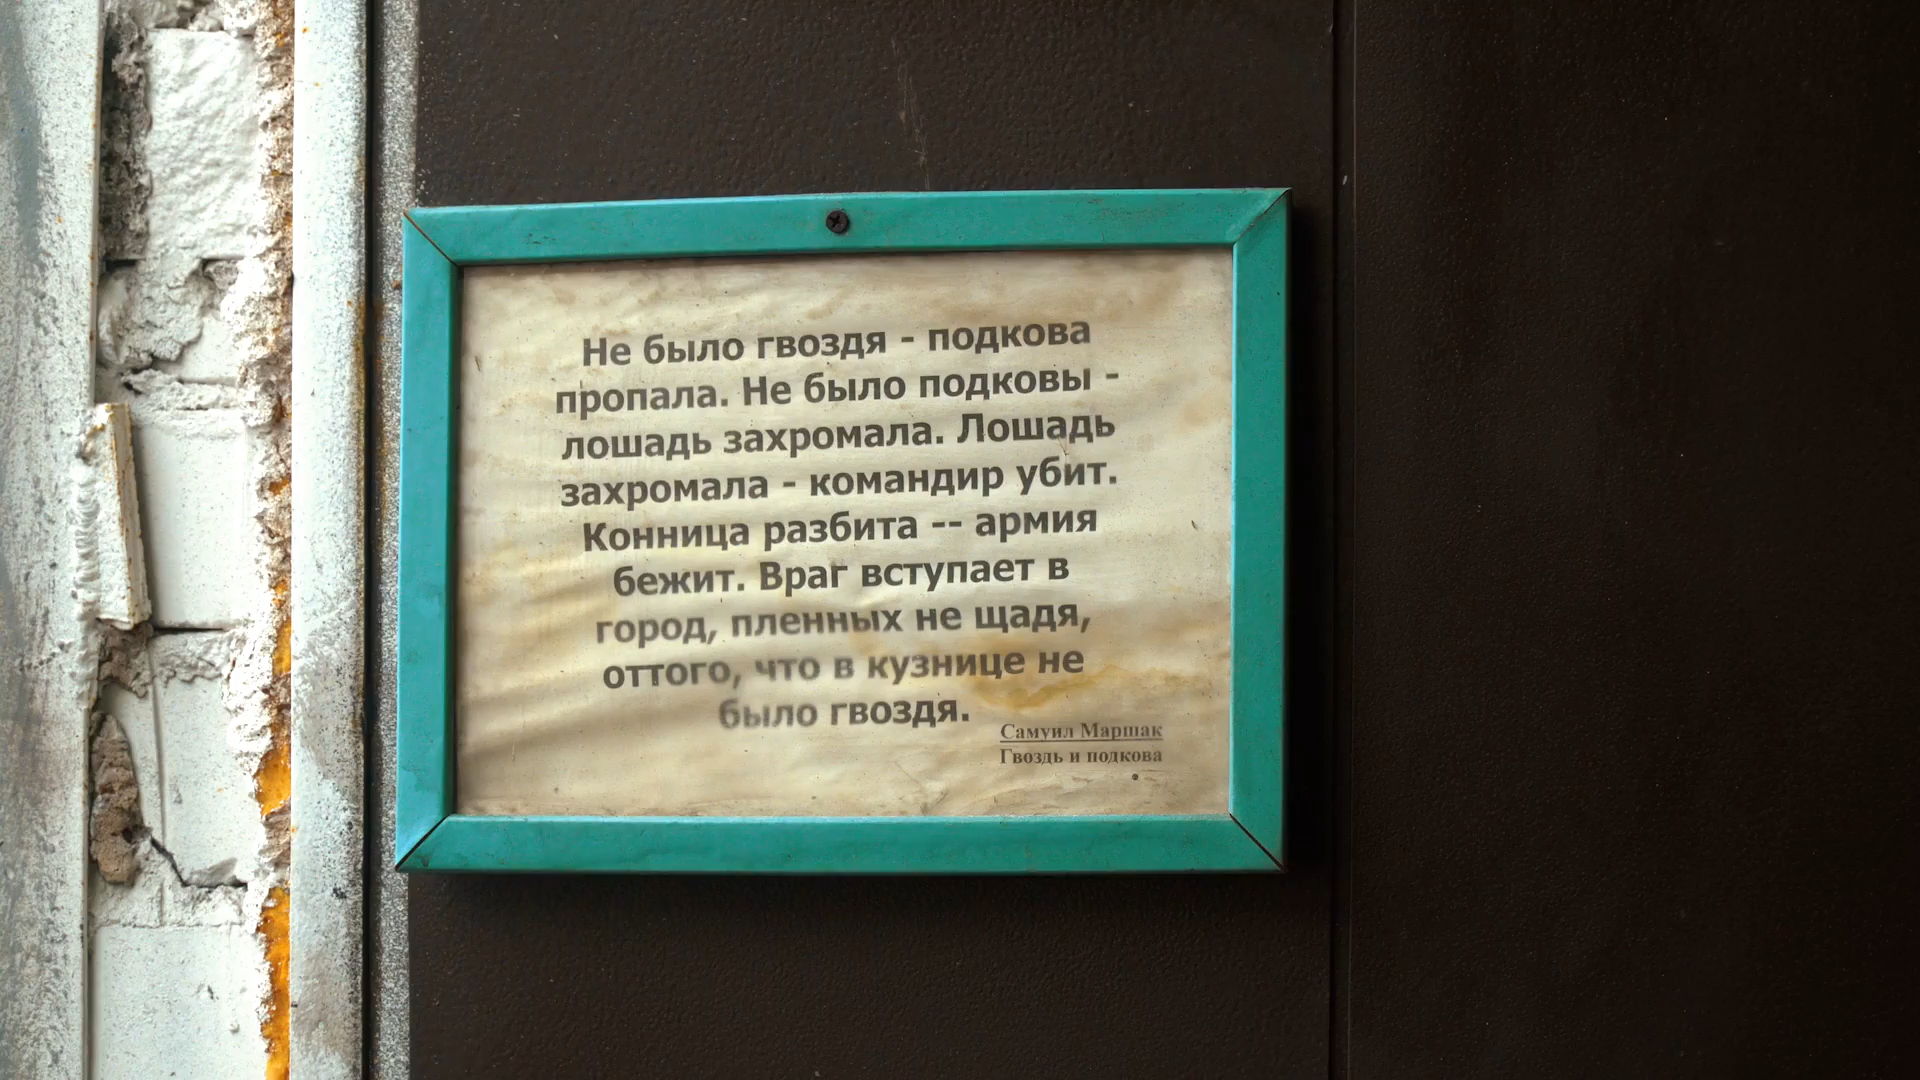 Не было гвоздя - подкова
пропала. Не было подковы -
лошадь захромала. Лошадь
захромала - командир убит.
Конница разбита -- армия
бежит. Враг вступает в
город, пленных не щадя,
оттого, что в кузнице не
было гвоздя.
Самуил Маршак
Гвоздь и подкова